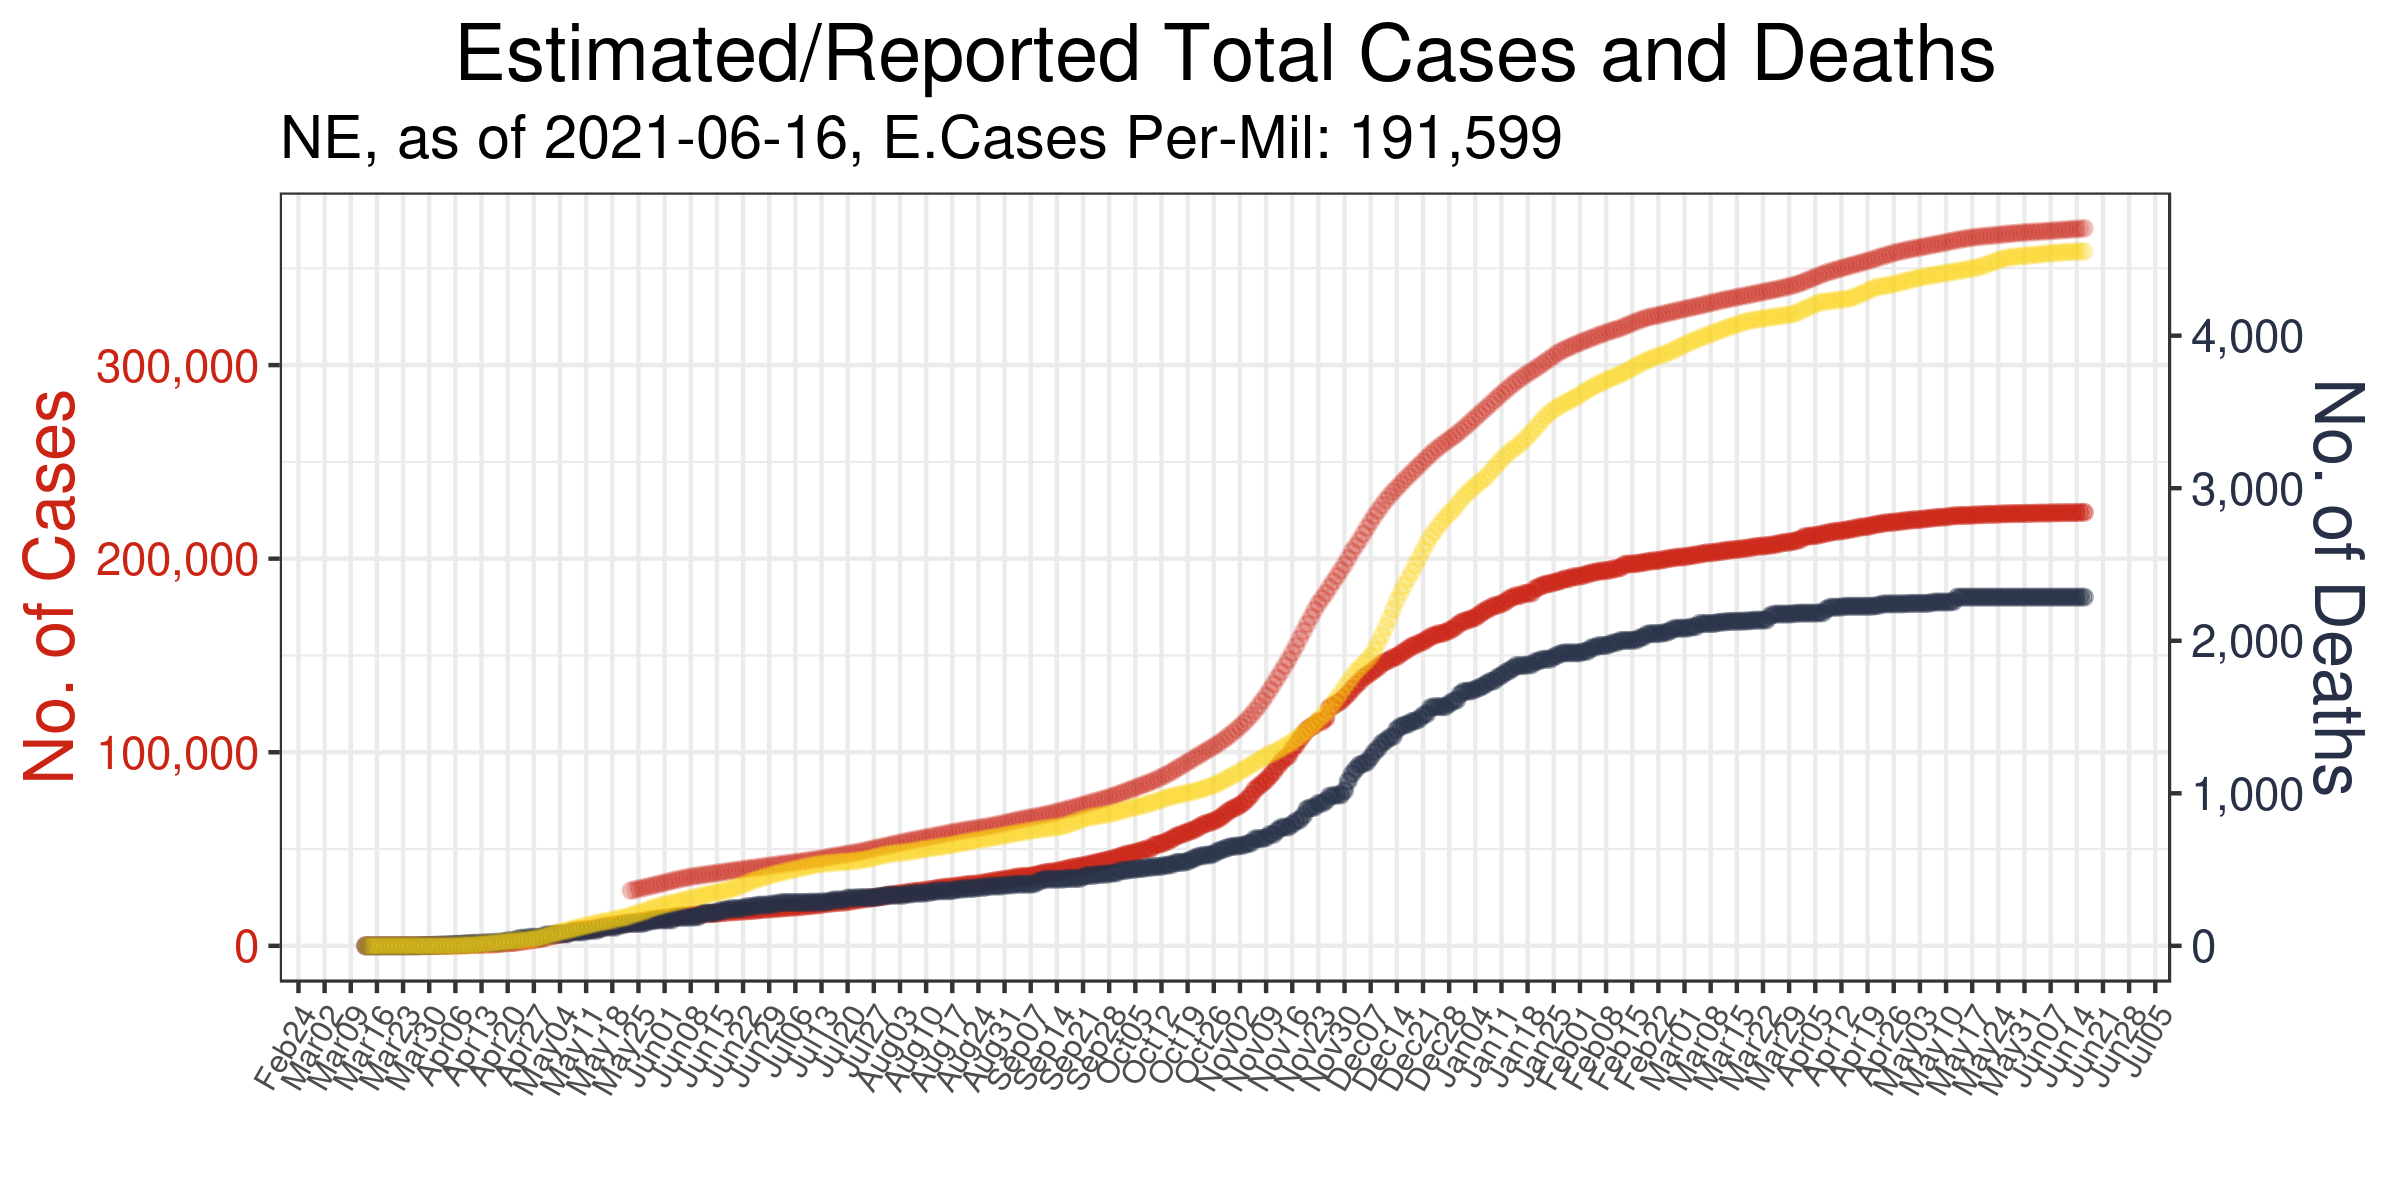 Estimated/Reported Total Cases and Deaths
NE, as of 2021-06-16, E.Cases Per-Mil: 191,599
No. of Cases
300,000
200,000
100,000
0
4,000
3,000
2,000
1,000
0
No. of Deaths
Feb24
Mar02
Mar09
Mar16
Mar23
Mar30
Apr06
Apr13
Apr20
Apr27
May04
May11
May18
May25
Jun01
Jun08
Jun15
Jun22
Jun29
Jul06
Jul13
Jul20
Jul27
Aug03
Aug10
Aug17
Aug24
Aug31
Sep07
Sep14
Sep21
Sep28
Oct05
Oct12
Oct19
Oct26
Nov02
Nov09
Nov16
Nov23
Nov30
Dec07
Dec14
Dec21
Dec28
Jan04
Jan11
Jan18
Jan25
Feb01
Feb08
Feb15
Feb22
Mar01
Mar08
Mar15
Mar22
Mar29
Apr05
Apr12
Apr19
Apr26
May03
May10
May17
May24
May31
Jun07
Jun14
Jun21
Jun28
Jul05